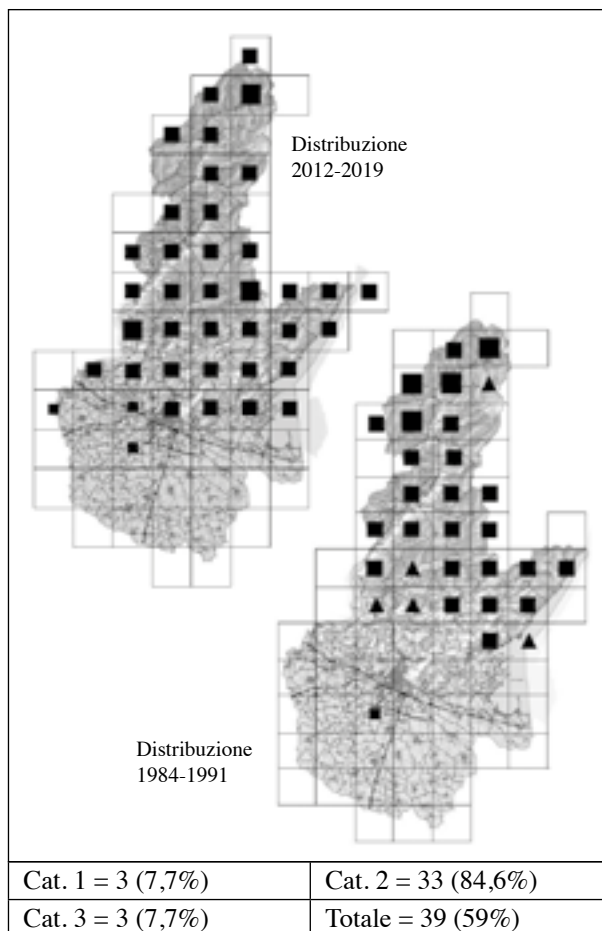 Distribuzione
2012-2019
Distribuzione
1984-1991
Cat. 1 = 3 (7,7%)
Cat. 2 = 33 (84,6%)
Cat. 3 = 3 (7,7%)
Totale = 39 (59%)